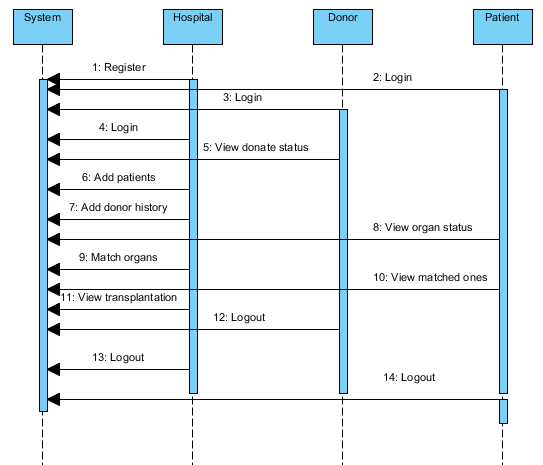 System
Hospital
Donor
Patient
1: Register
2: Login
3: Login
4: Login
5: View donate status
6: Add patients
7: Add donor history
8: View organ status
9: Match organs
10: View matched ones
11: View transplantation
12: Logout
13: Logout
14: Logout